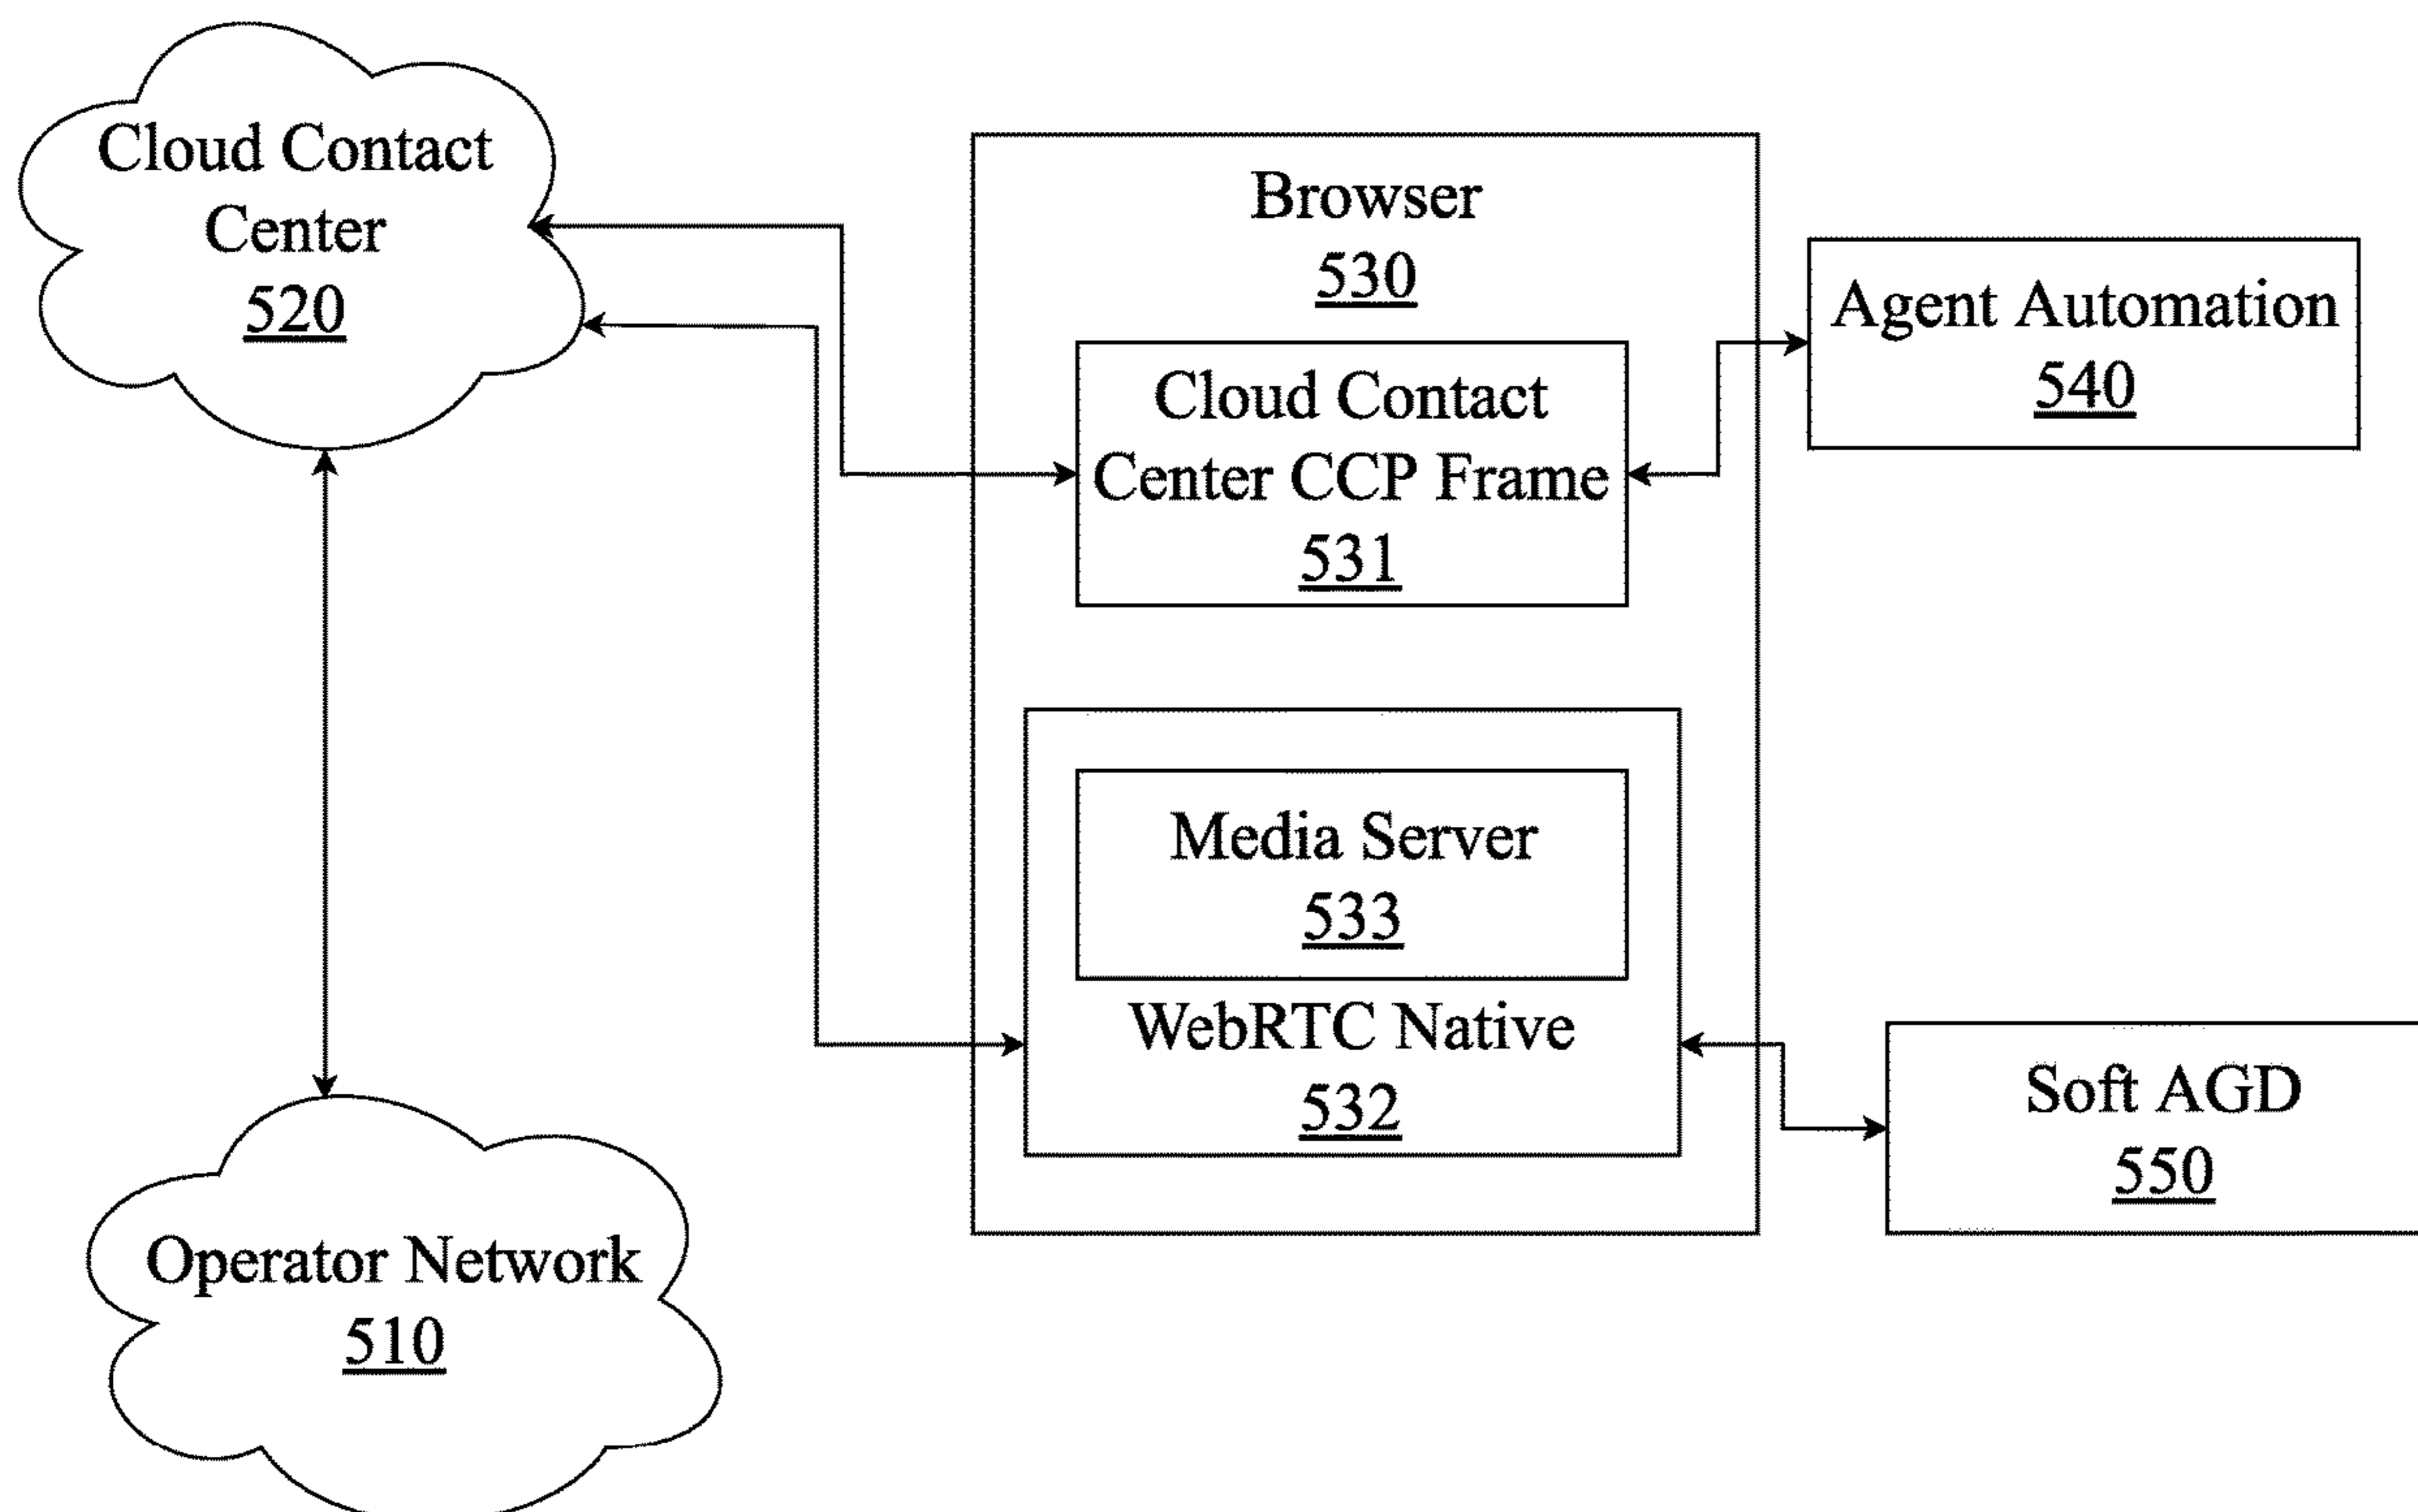 Cloud Contact
Center
520
Browser
530
Agent Automation
540
Cloud Contact
Center CCP Frame
531
Media Server
533
WebRTC Native
532
Soft AGD
550
Operator Network
510